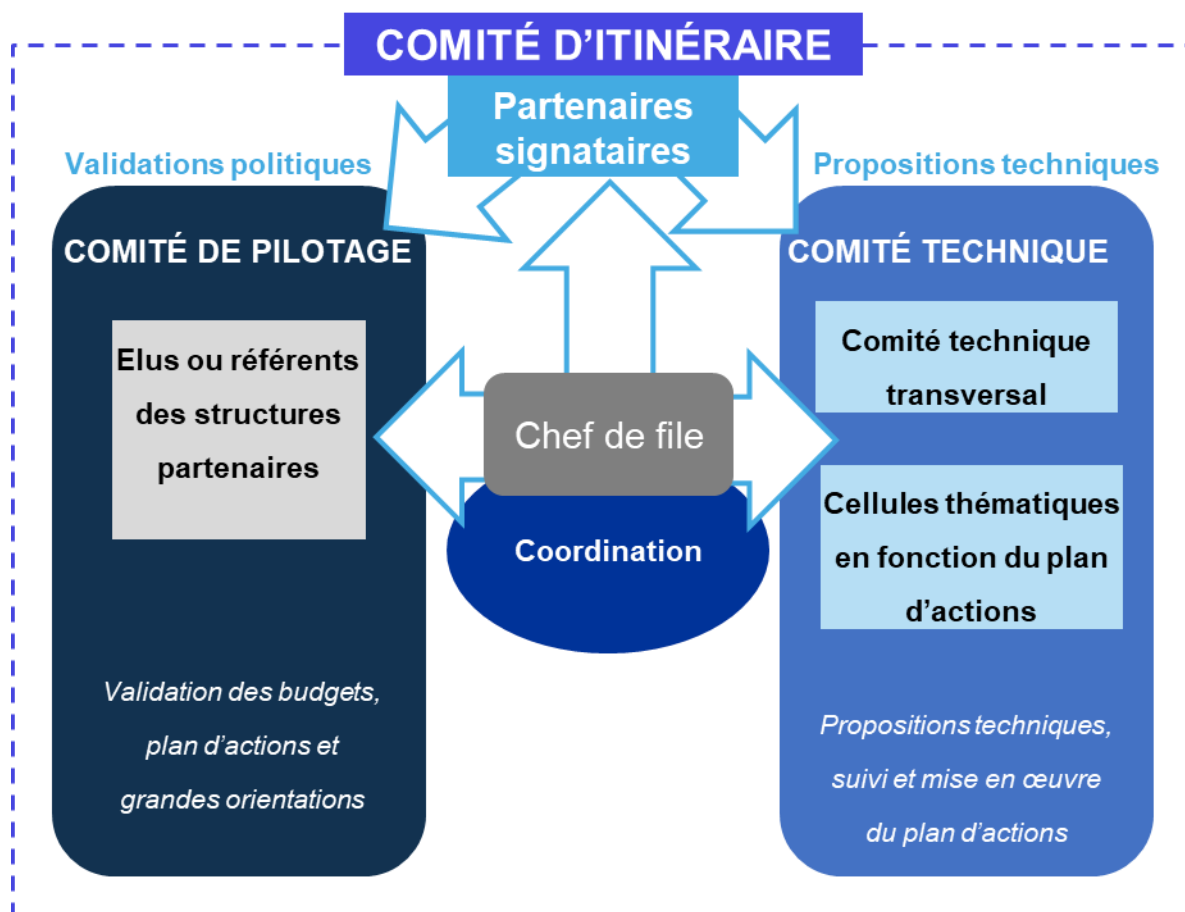 COMITÉ D’ITINÉRAIRE
Partenaires
signataires
Validations politiques
Propositions techniques
COMITÉ DE PILOTAGE
Elus ou référents
des structures
partenaires
Validation des budgets,
plan d’actions et
grandes orientations
Chef de file
Coordination
COMITÉ TECHNIQUE
Comité technique
transversal
Cellules thématiques
en fonction du plan
d’actions
Propositions techniques,
suivi et mise en œuvre
du plan d’actions